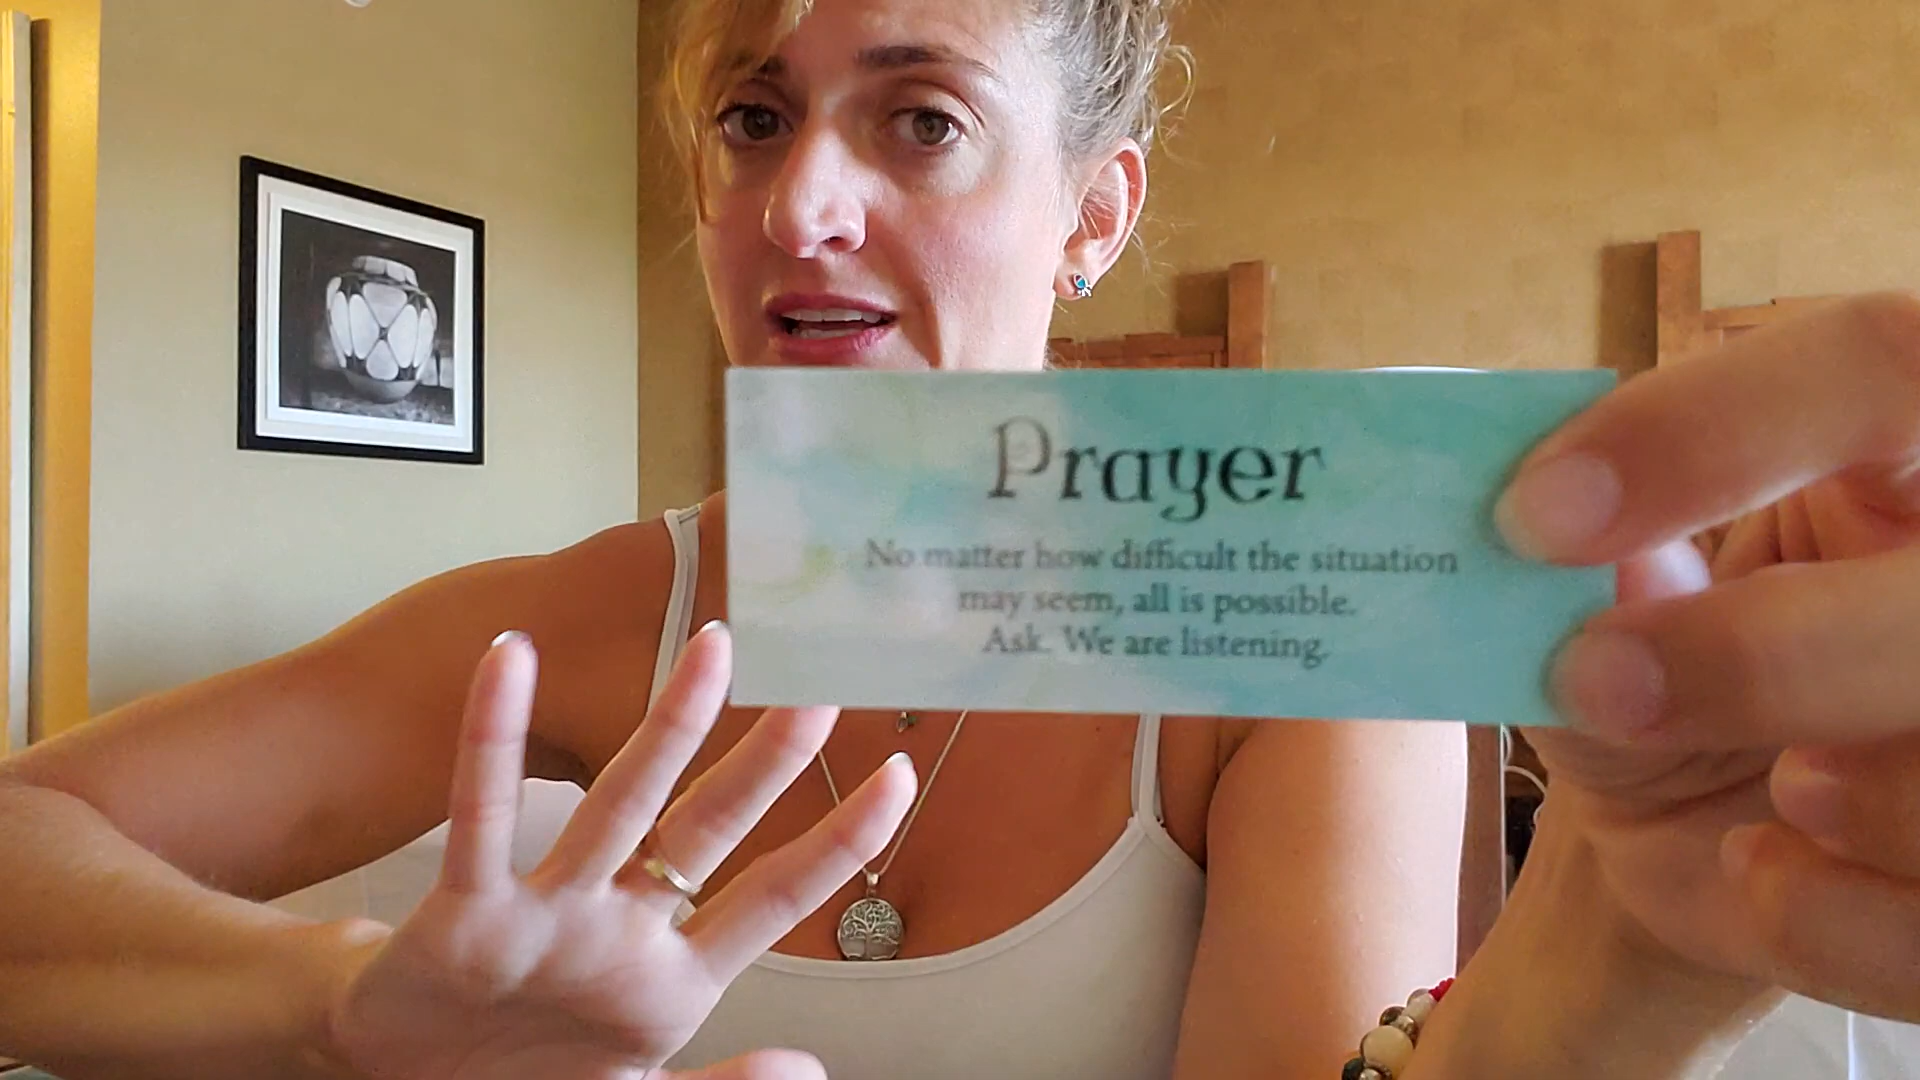 Prayer
No matter how difficult the situation
may seem, all is possible.
Ask. We are listening.